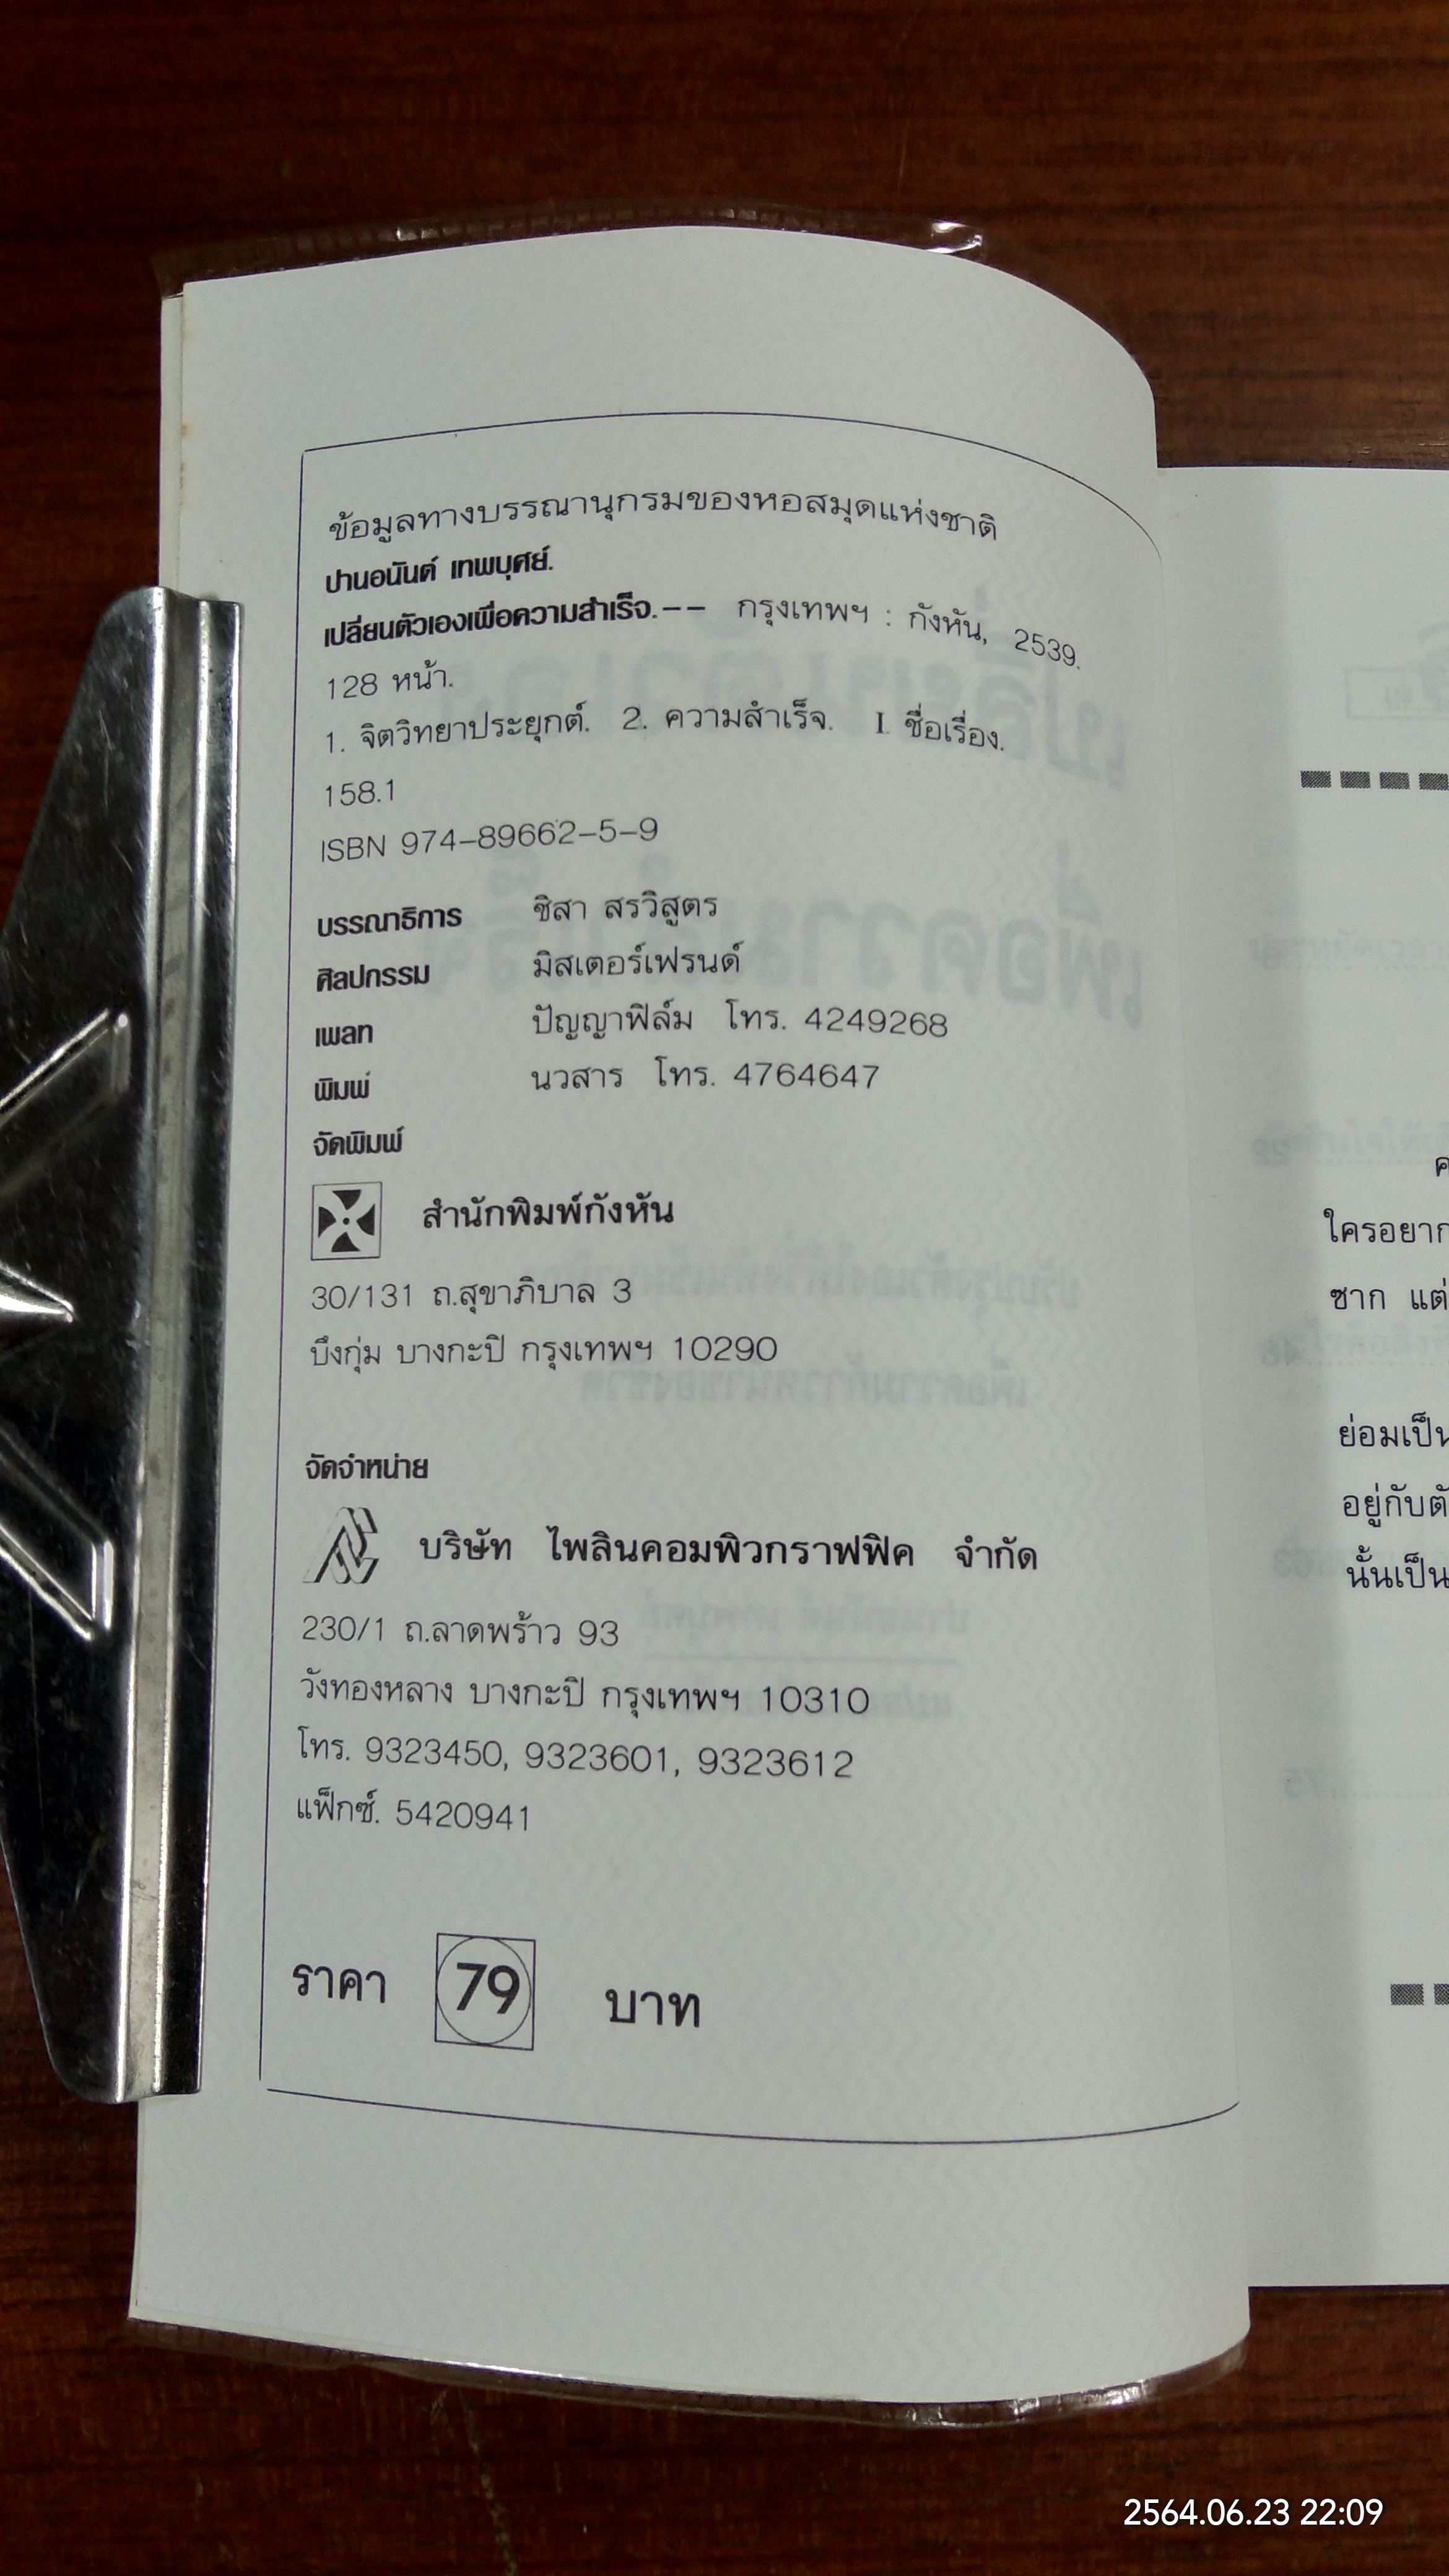 ข้อมูลทางบรรณานุกรมของหอสมุดแห่งชาติ
ปานอนันต์ เทพบุศย์.
เปลี่ยนตัวเองเพื่อความสำเร็จ.-- กรุงเทพฯ : กังหัน, 2539.
128 หน้า.
1. จิตวิทยาประยุกต์. 2. ความสำเร็จ. I. ชื่อเรื่อง.
158.1
ISBN 974-89662-5-9
บรรณาธิการ ชิสา สรวิสูตร
ศิลปกรรม มิสเตอร์เฟรนด์
เพลท ปัญญาฟิล์ม โทร. 4249268
พิมพ์ นวสาร โทร. 4764647
จัดพิมพ์
สำนักพิมพ์กังหัน
30/131 ถ.สุขาภิบาล 3
บึงกุ่ม บางกะปิ กรุงเทพฯ 10290
จัดจำหน่าย
บริษัท ไพลินคอมพิวกราฟฟิค จำกัด
230/1 ถ.ลาดพร้าว 93
วังทองหลาง บางกะปิ กรุงเทพฯ 10310
โทร. 9323450, 9323601, 9323612
แฟ็กซ์. 5420941
ราคา 79 บาท
ใครอยาก
ซาก แต่
ย่อมเป็น
อยู่กับตั
นั้นเป็น
2564.06.23 22:09